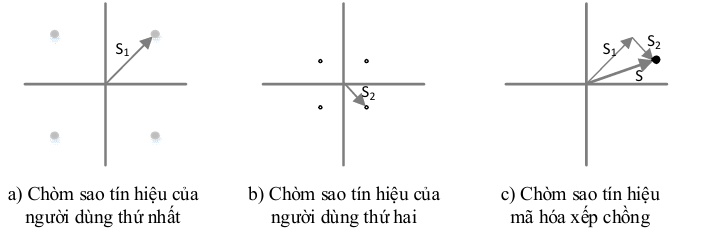 S₁
S₂
S₁
S₂
S
a) Chòm sao tín hiệu của
người dùng thứ nhất
b) Chòm sao tín hiệu của
người dùng thứ hai
c) Chòm sao tín hiệu
mã hóa xếp chồng